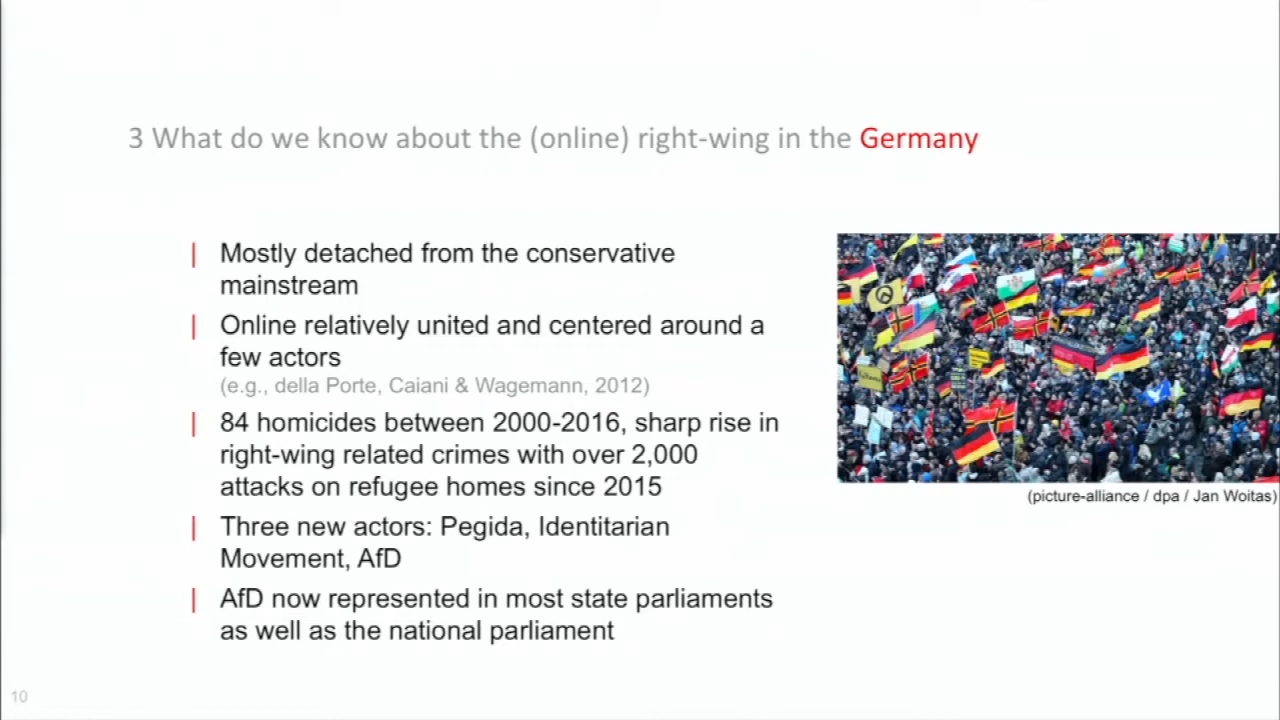 3 What do we know about the (online) right-wing in the Germany
| Mostly detached from the conservative
mainstream
| Online relatively united and centered around a
few actors
(e.g., della Porte, Caiani & Wagemann, 2012)
| 84 homicides between 2000-2016, sharp rise in
right-wing related crimes with over 2,000
attacks on refugee homes since 2015
| Three new actors: Pegida, Identitarian
Movement, AfD
| AfD now represented in most state parliaments
as well as the national parliament
(picture-alliance / dpa / Jan Woitas)
10